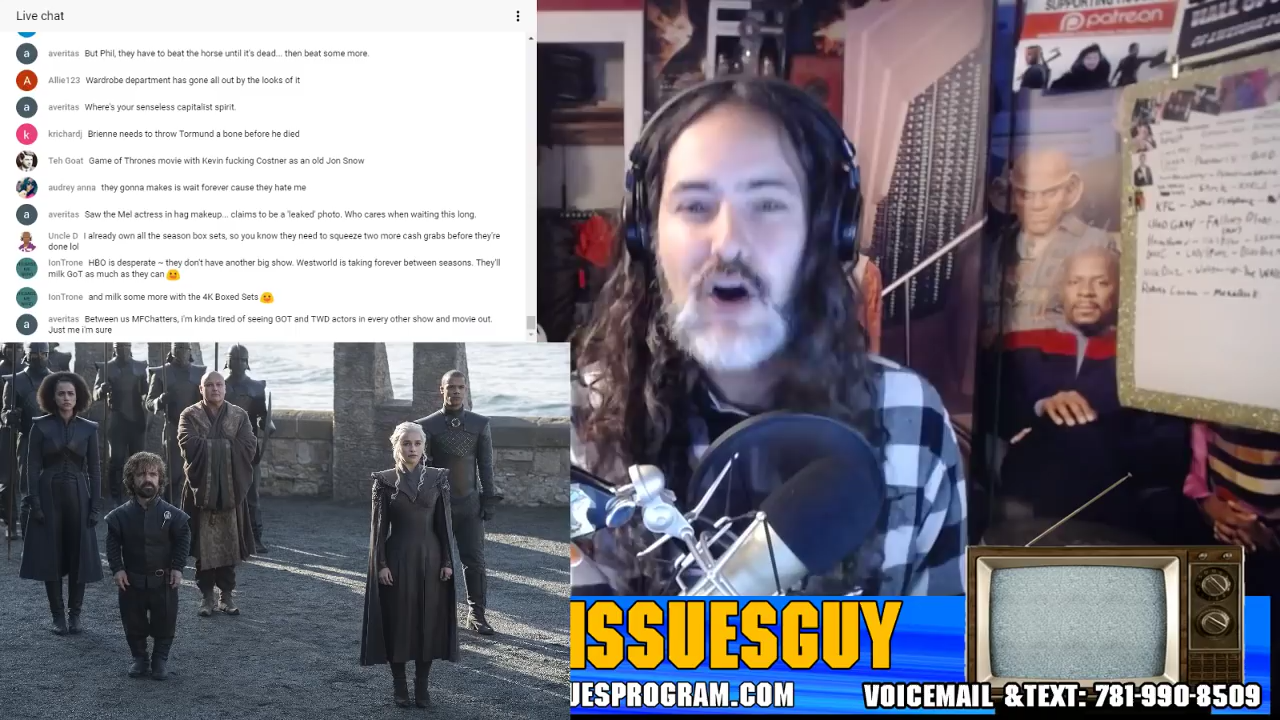 Live chat
averitas But Phil, they have to beat the horse until it's dead... then beat some more.
Allie123 Wardrobe department has gone all out by the looks of it
averitas Where's your senseless capitalist spirit.
krichardj Brienne needs to throw Tormund a bone before he died
Teh Goat Game of Thrones movie with Kevin fucking Costner as an old Jon Snow
audrey anna they gonna makes is wait forever cause they hate me
averitas Saw the Mel actress in hag makeup... claims to be a 'leaked' photo. Who cares when waiting this long.
Uncle D I already own all the season box sets, so you know they need to squeeze two more cash grabs before they're
done lol
IonTrone HBO is desperate ~ they don't have another big show. Westworld is taking forever between seasons. They'll
milk GoT as much as they can
IonTrone and milk some more with the 4K Boxed Sets
averitas Between us MFChatters, i'm kinda tired of seeing GOT and TWD actors in every other show and movie out.
Just me i'm sure
patreon
ISSUESGUY
UESPROGRAM.COM
VOICEMAIL & TEXT: 781-990-8509